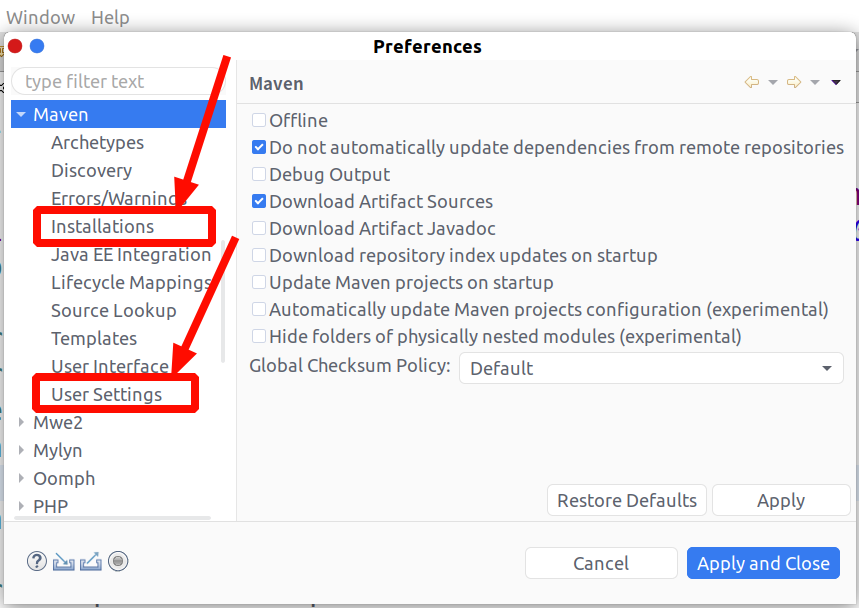 Window Help
Preferences
type filter text
Maven
Archetypes
Discovery
Errors/Warnings
Installations
Java EE Integration
Lifecycle Mappings
Source Lookup
Templates
User Interface
User Settings
Mwe2
Mylyn
Oomph
PHP
Maven
Offline
Do not automatically update dependencies from remote repositories
Debug Output
Download Artifact Sources
Download Artifact Javadoc
Download repository index updates on startup
Update Maven projects on startup
Automatically update Maven projects configuration (experimental)
Hide folders of physically nested modules (experimental)
Global Checksum Policy: Default
Restore Defaults Apply
Cancel Apply and Close